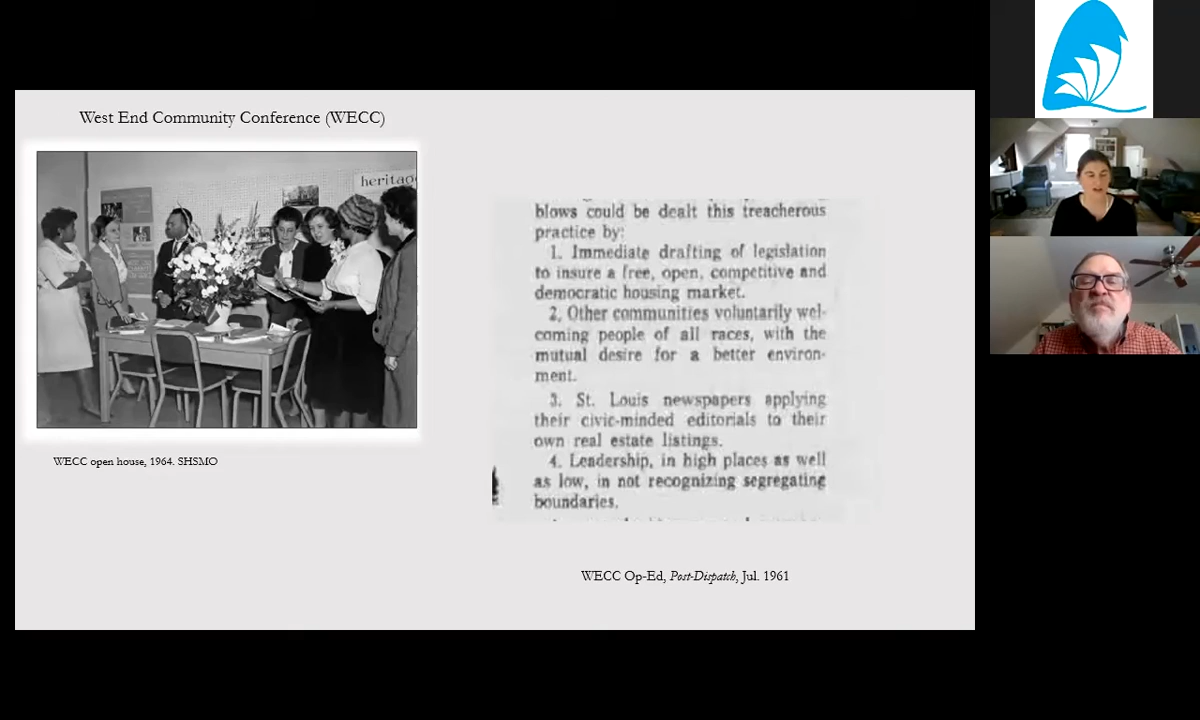 West End Community Conference (WECC)
heritag
WECC open house, 1964. SHSMO
blows could be dealt this treacherous
practice by:
1. Immediate drafting of legislation
to insure a free, open, competitive and
democratic housing market.
2. Other communities voluntarily wel-
coming people of all races, with the
mutual desire for a better environ-
ment.
3. St. Louis newspapers applying
their civic-minded editorials to their
own real estate listings.
4. Leadership, in high places as well
as low, in not recognizing segregating
boundaries.
WECC Op-Ed, Post-Dispatch, Jul. 1961